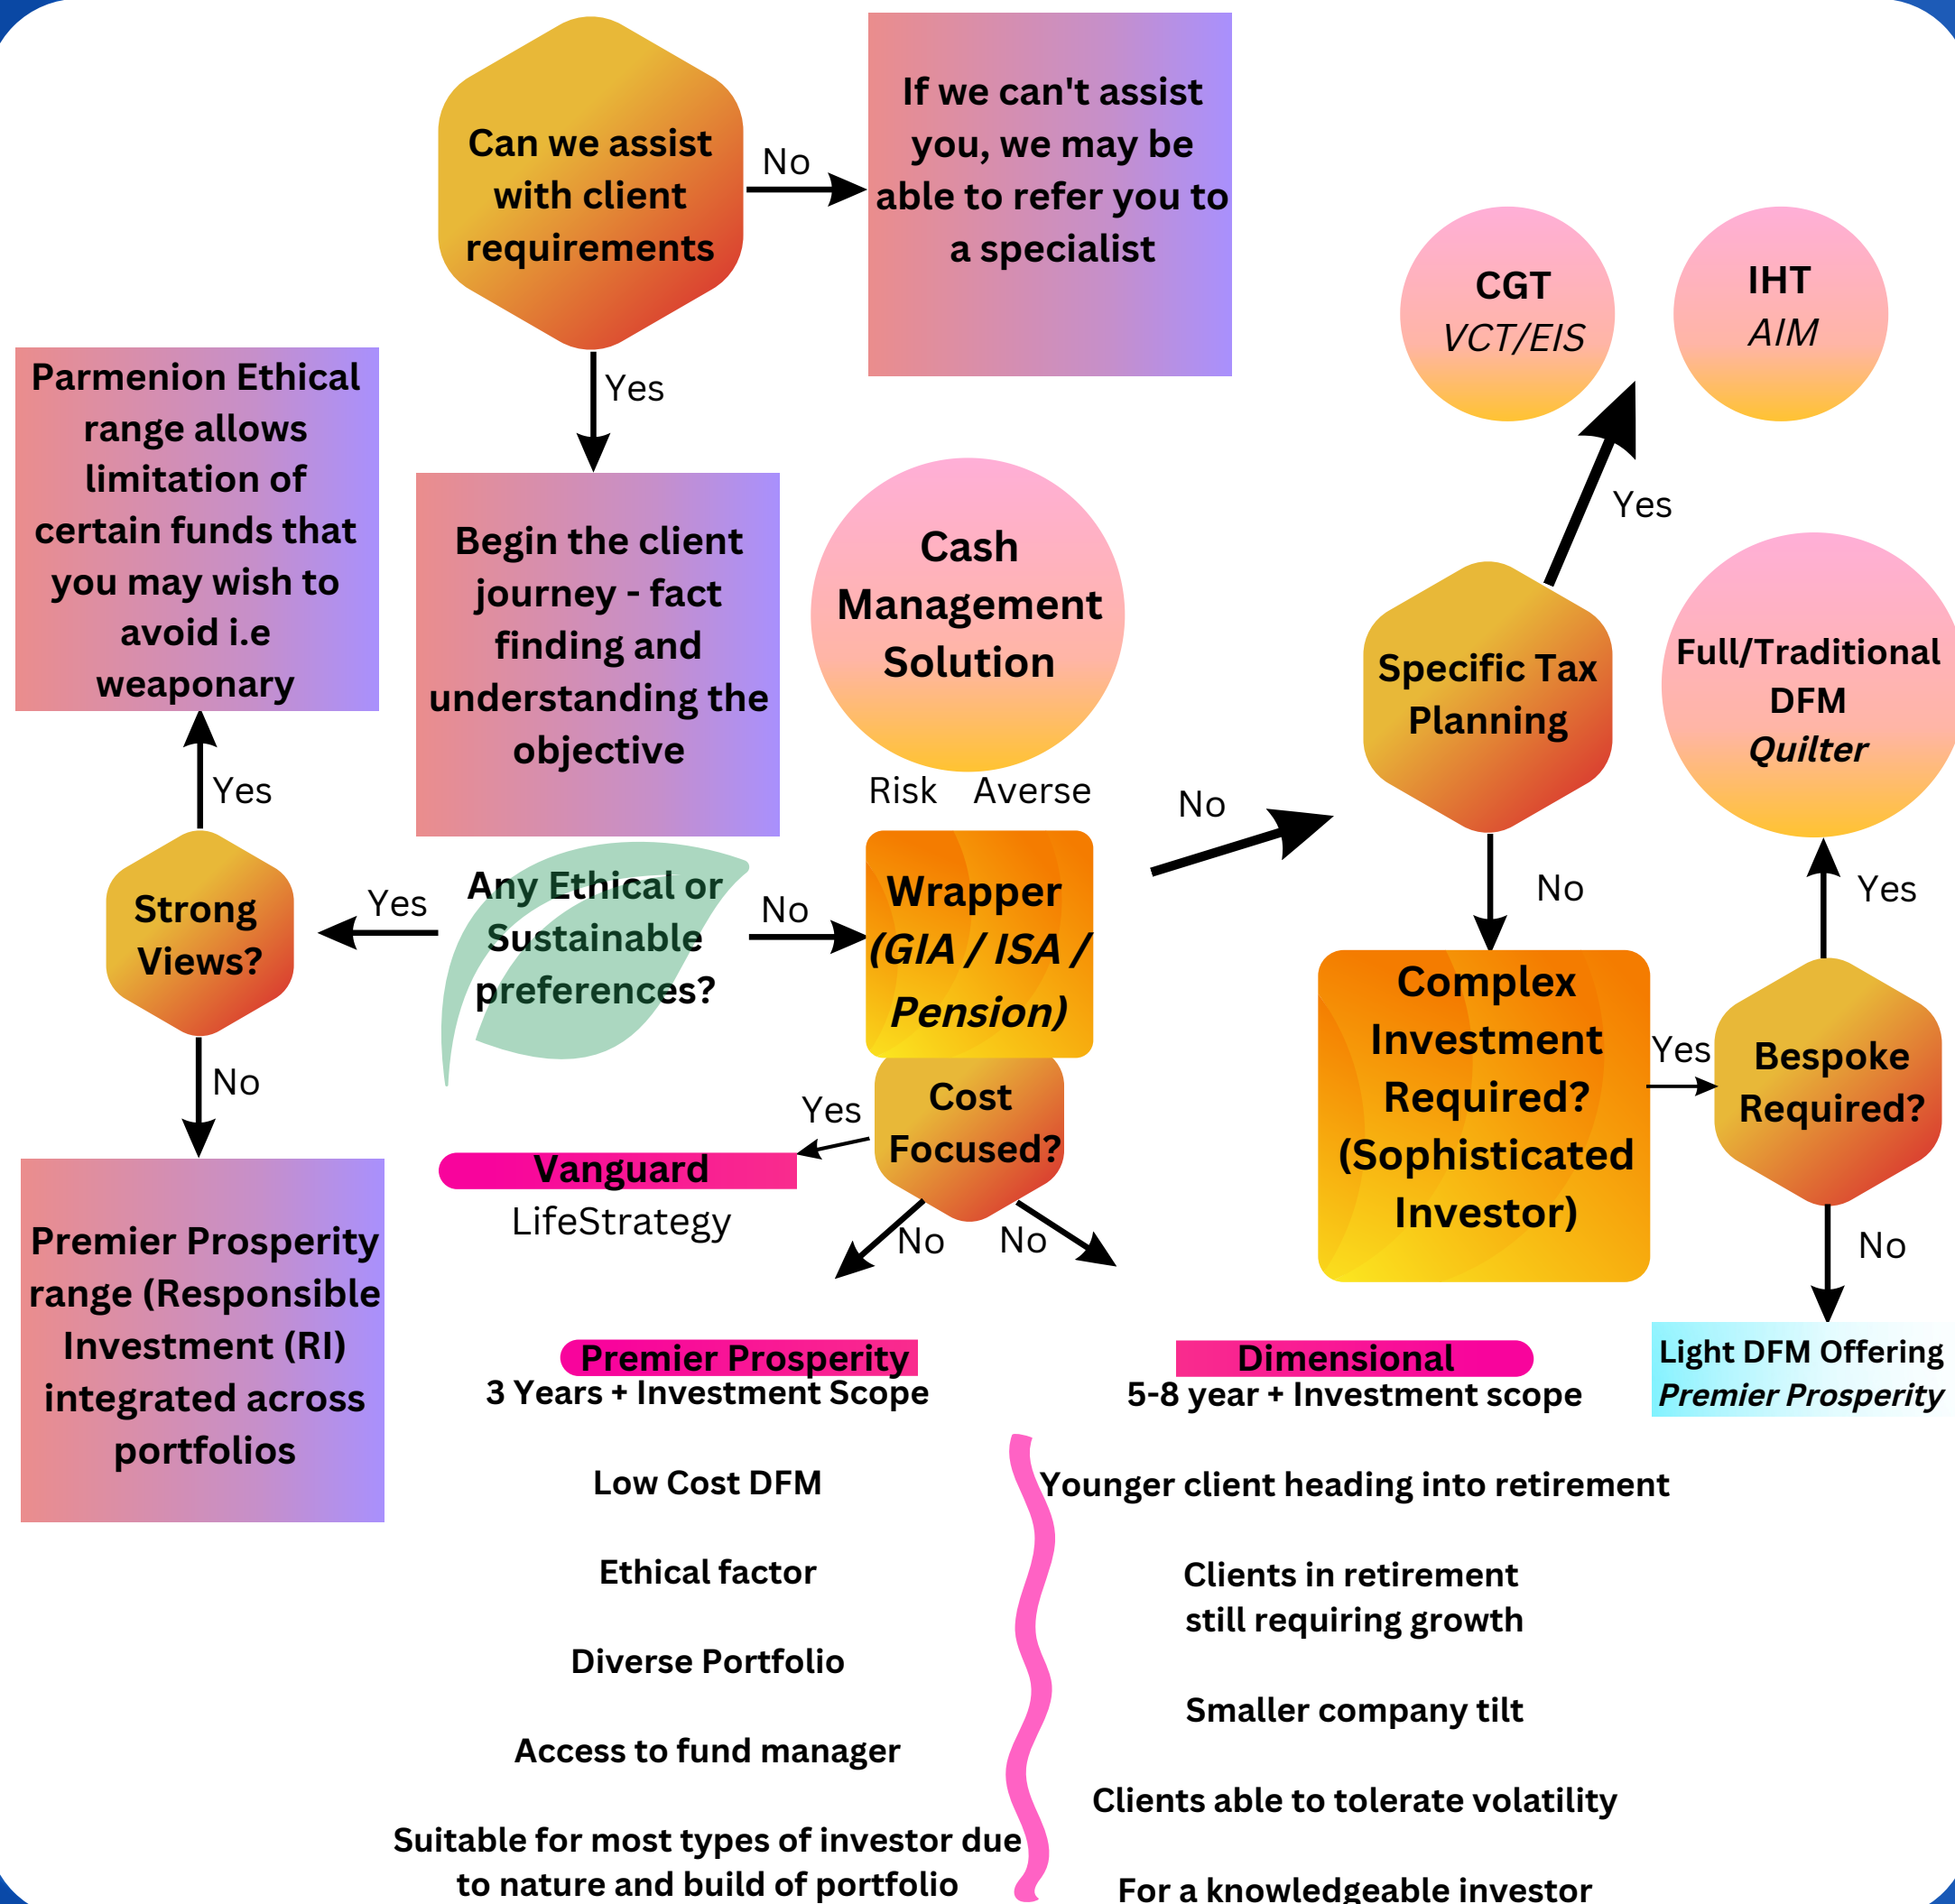 Can we assist
with client
requirements
No
If we can't assist
you, we may be
able to refer you to
a specialist
Yes
Begin the client
journey - fact
finding and
understanding the
objective
Parmenion Ethical
range allows
limitation of
certain funds that
you may wish to
avoid i.e
weaponary
Yes
Strong
Views?
Yes
Any Ethical or
Sustainable
preferences?
No
No
Premier Prosperity
range (Responsible
Investment (RI)
integrated across
portfolios
Cash
Management
Solution
Risk Averse
Wrapper
(GIA / ISA /
Pension)
Cost
Focused?
Yes
Vanguard
LifeStrategy
No
No
Premier Prosperity
3 Years + Investment Scope
Low Cost DFM
Ethical factor
Diverse Portfolio
Access to fund manager
Suitable for most types of investor due
to nature and build of portfolio
Dimensional
5-8 year + Investment scope
Younger client heading into retirement
Clients in retirement
still requiring growth
Smaller company tilt
Clients able to tolerate volatility
For a knowledgeable investor
No
Specific Tax
Planning
Yes
CGT
VCT/EIS
IHT
AIM
No
Complex
Investment
Required?
(Sophisticated
Investor)
Yes
Bespoke
Required?
Yes
Full/Traditional
DFM
Quilter
No
Light DFM Offering
Premier Prosperity